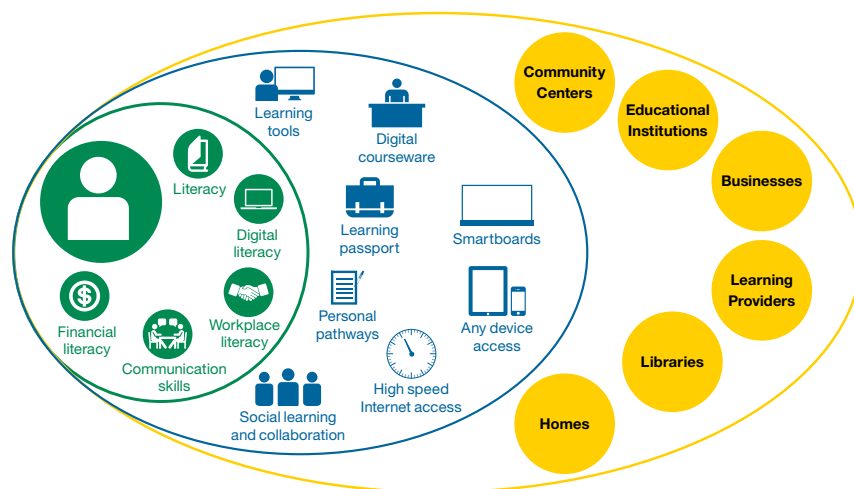 Learning
tools
Digital
courseware
Literacy
Digital
literacy
Workplace
literacy
Communication
skills
Financial
literacy
Learning
passport
Smartboards
Personal
pathways
Any device
access
High speed
Internet access
Social learning
and collaboration
Community
Centers
Educational
Institutions
Businesses
Learning
Providers
Libraries
Homes